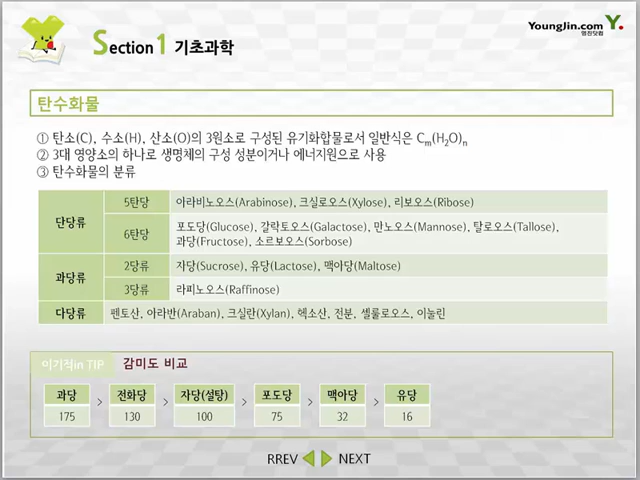 Section 1 기초과학
YoungJin.com Y.
영진닷컴
탄수화물
① 탄소(C), 수소(H), 산소(O)의 3원소로 구성된 유기화합물로서 일반식은 Cm(H2O)n
② 3대 영양소의 하나로 생명체의 구성 성분이거나 에너지원으로 사용
③ 탄수화물의 분류
단당류 5탄당 아라비노오스(Arabinose), 크실로오스(Xylose), 리보오스(Ribose)
6탄당 포도당(Glucose), 갈락토오스(Galactose), 만노오스(Mannose), 탈로오스(Tallose),
과당(Fructose), 소르보오스(Sorbose)
과당류 2당류 자당(Sucrose), 유당(Lactose), 맥아당(Maltose)
3당류 라피노오스(Raffinose)
다당류 펜토산, 아라반(Araban), 크실란(Xylan), 헥소산, 전분, 셀룰로오스, 이눌린
이기적in TIP 감미도 비교
과당 > 전화당 > 자당(설탕) > 포도당 > 맥아당 > 유당
175 130 100 75 32 16
RREV NEXT